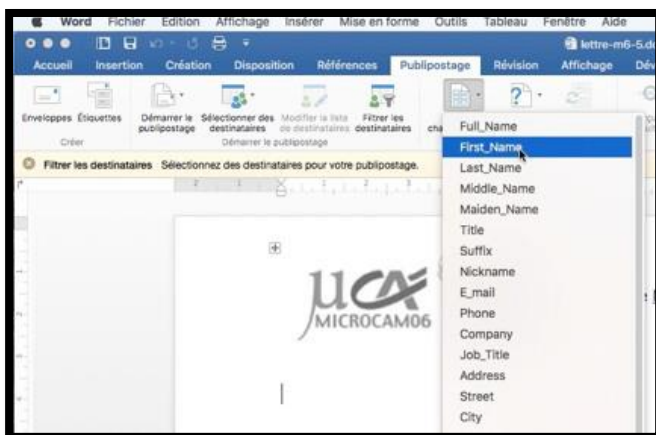 Word Fichier Edition Affichage Insérer Mise en forme Outils Tableau Fenêtre Aide
lettre-m6-5.do
Accueil Insertion Création Disposition Références Publipostage Révision Affichage Dév
Enveloppes Étiquettes Démarrer le publipostage Sélectionner des destinataires Modifier la liste de destinataires Filtrer les destinataires
Créer Démarrer le publipostage
Filtrer les destinataires Sélectionnez des destinataires pour votre publipostage.
Full_Name
First_Name
Last_Name
Middle_Name
Maiden_Name
Title
Suffix
Nickname
E_mail
Phone
Company
Job_Title
Address
Street
City
µCA
MICROCAM06